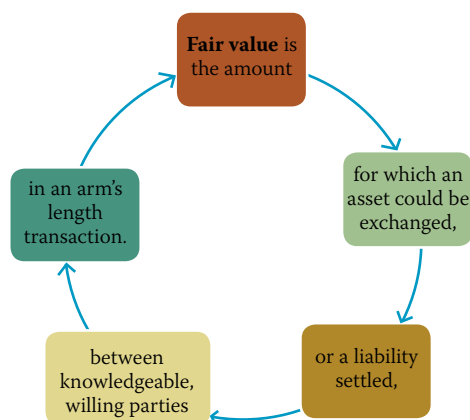 Fair value is
the amount
for which an
asset could be
exchanged,
or a liability
settled,
between
knowledgeable,
willing parties
in an arm’s
length
transaction.